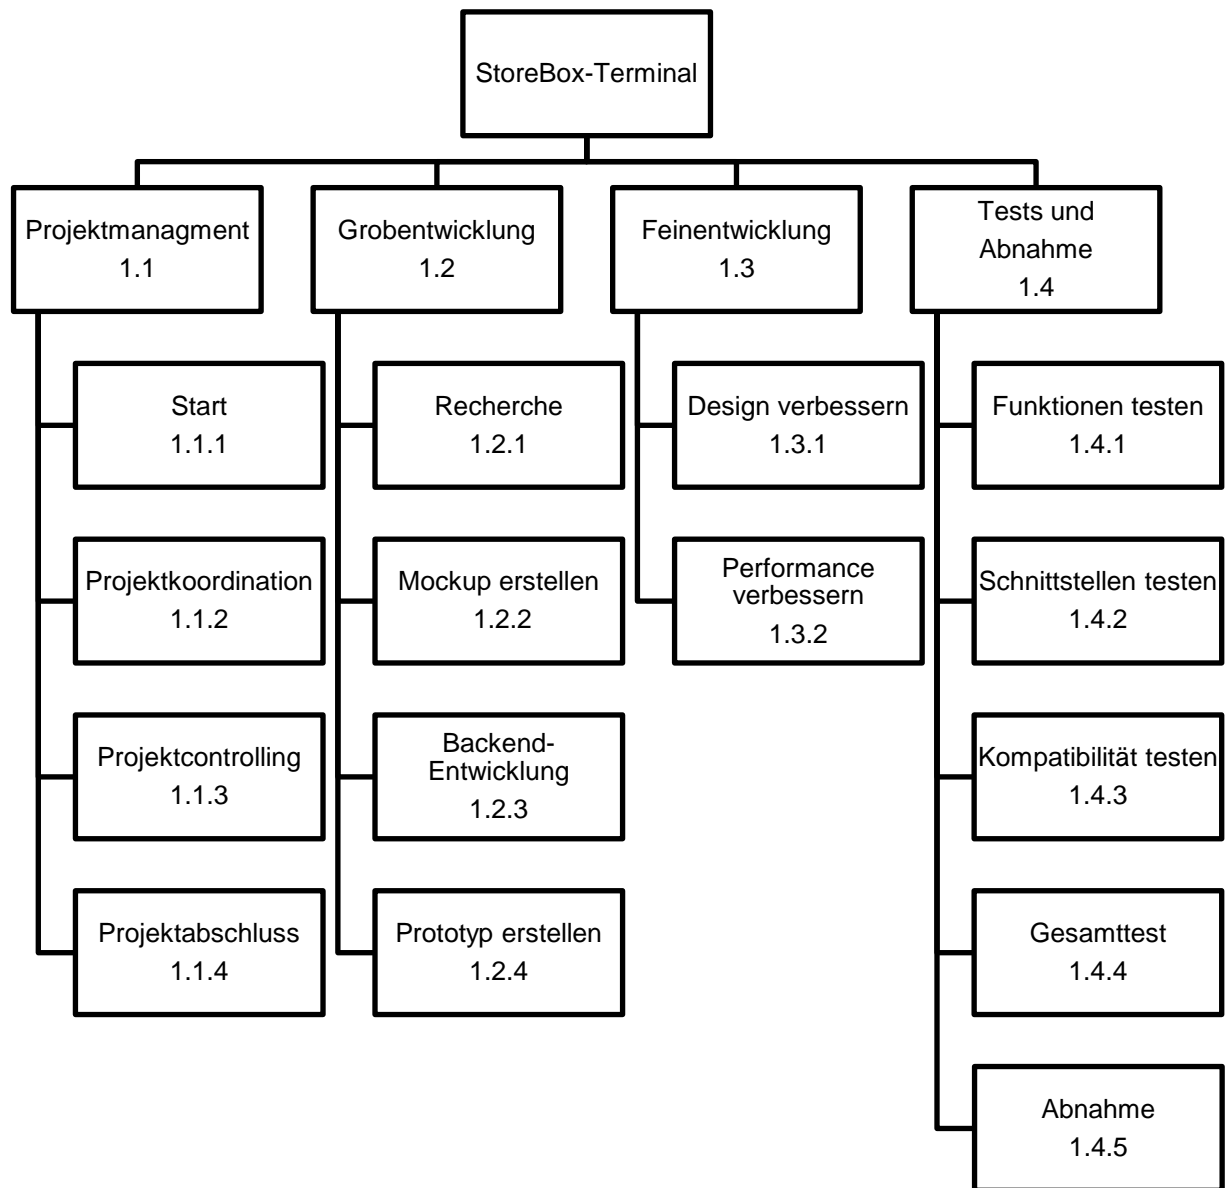 StoreBox-Terminal
Projektmanagment
1.1
Grobentwicklung
1.2
Feinentwicklung
1.3
Tests und
Abnahme
1.4
Start
1.1.1
Recherche
1.2.1
Design verbessern
1.3.1
Funktionen testen
1.4.1
Projektkoordination
1.1.2
Mockup erstellen
1.2.2
Performance
verbessern
1.3.2
Schnittstellen testen
1.4.2
Projektcontrolling
1.1.3
Backend-
Entwicklung
1.2.3
Kompatibilität testen
1.4.3
Projektabschluss
1.1.4
Prototyp erstellen
1.2.4
Gesamttest
1.4.4
Abnahme
1.4.5